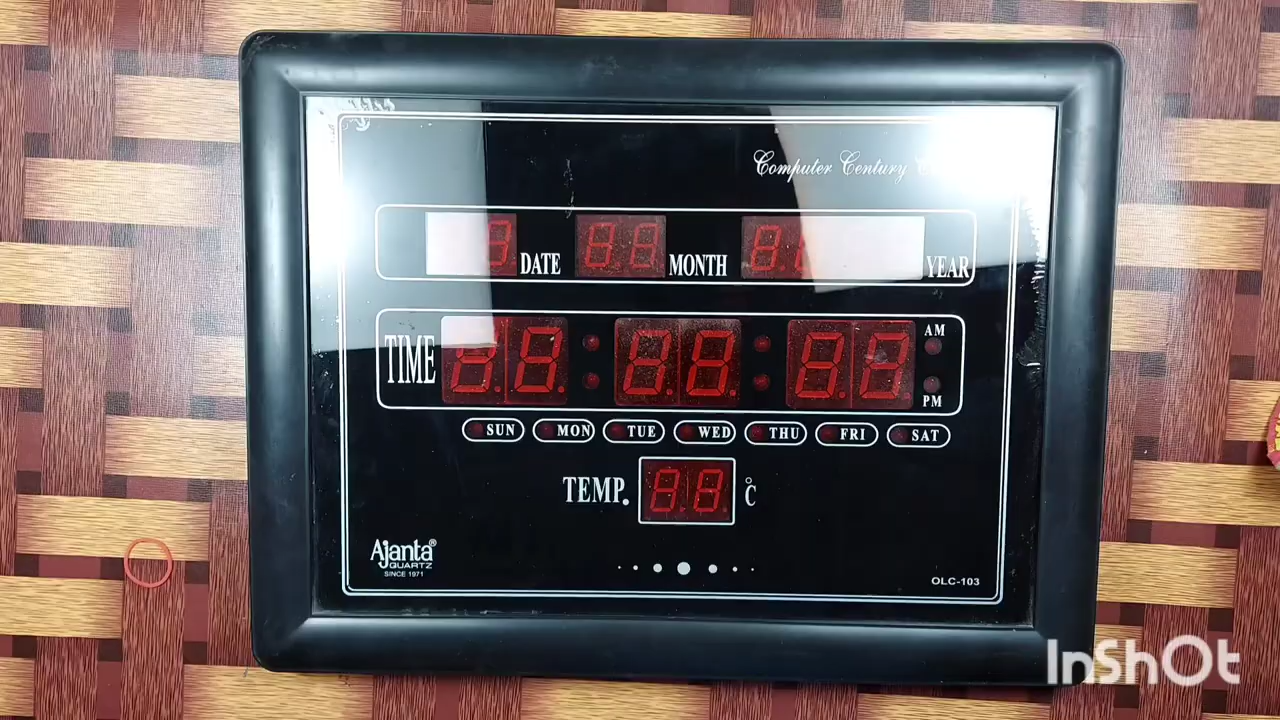 Computer Century
DATE MONTH YEAR
TIME AM
PM
SUN MON TUE WED THU FRI SAT
TEMP. °C
Ajanta®
QUARTZ
SINCE 1971
OLC-103
InShOt